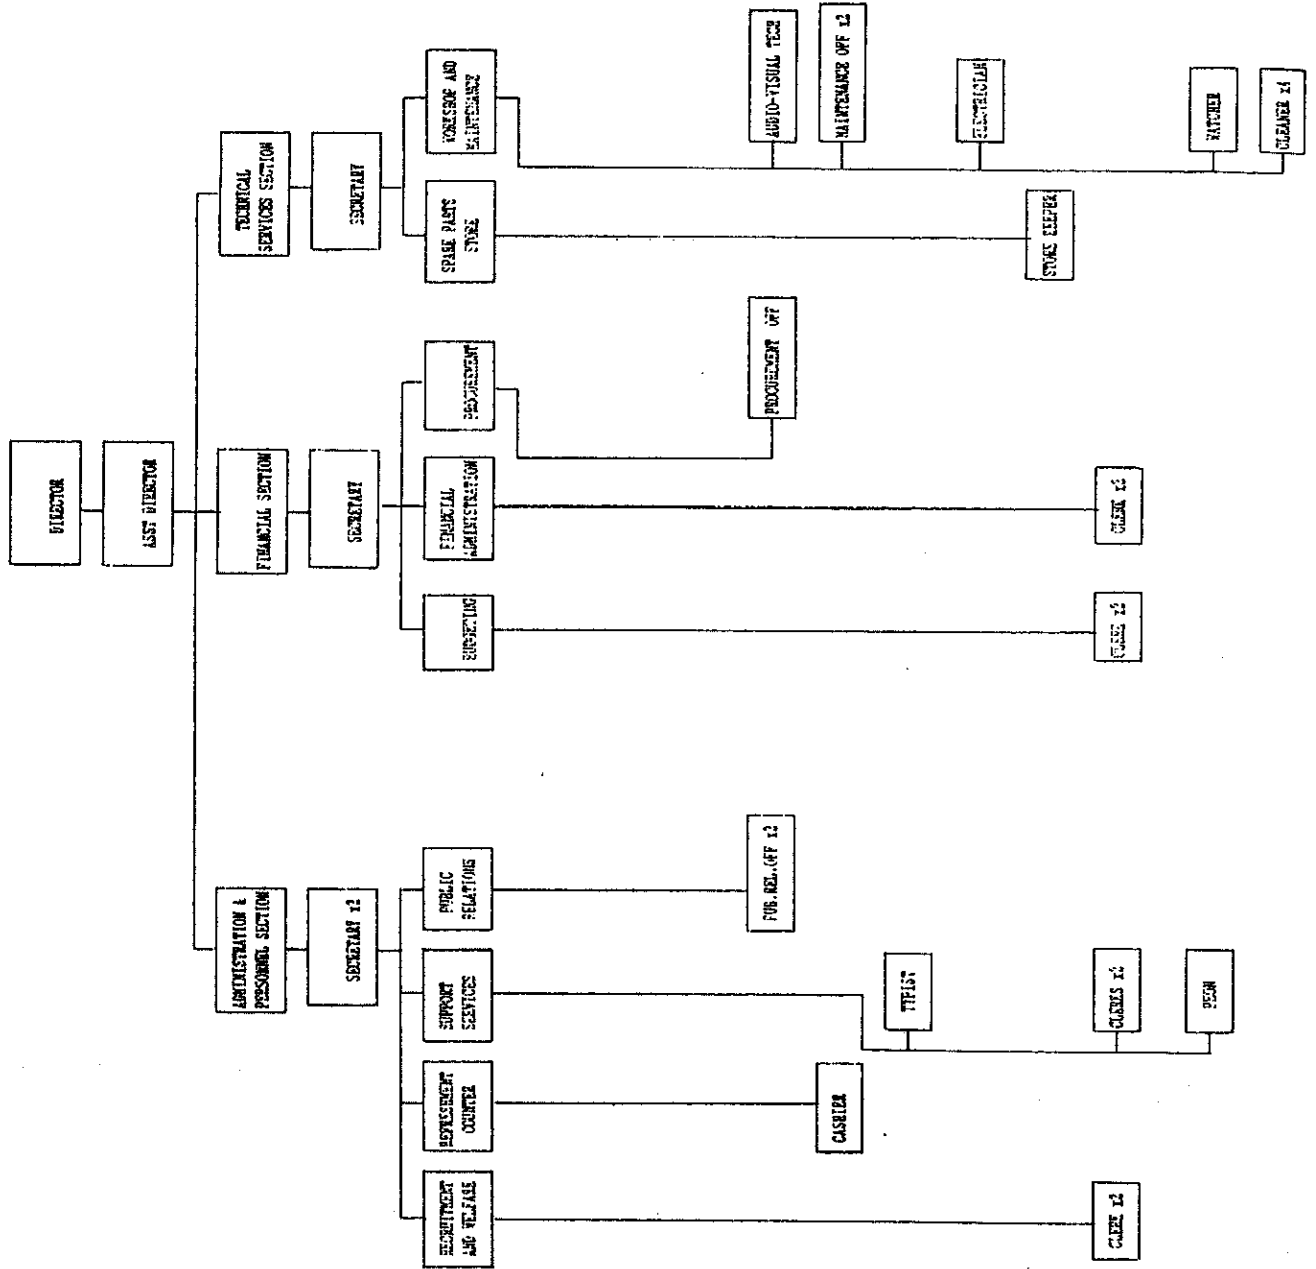 DIRECTOR
ASST DIRECTOR
ADMINISTRATION &
PERSONNEL SECTION
FINANCIAL SECTION
TECHNICAL
SERVICES SECTION
SECRETARY x2
SECRETARY
SECRETARY
RECRUITMENT
AND WELFARE
REFRESHMENT
COUNTER
SUPPORT
SERVICES
PUBLIC
RELATIONS
BUDGETING
FINANCIAL
ADMINISTRATION
PROCUREMENT
SPARE PARTS
STORE
WORKSHOP AND
MAINTENANCE
PUB.REL.OFF x2
PROCUREMENT OFF
AUDIO-VISUAL TECH
CASHIER
MAINTENANCE OFF x2
TYPIST
ELECTRICIAN
STORE KEEPER
CLERK x2
CLERKS
CLERK
CLERK
PEON
WATCHER
CLEANER x4